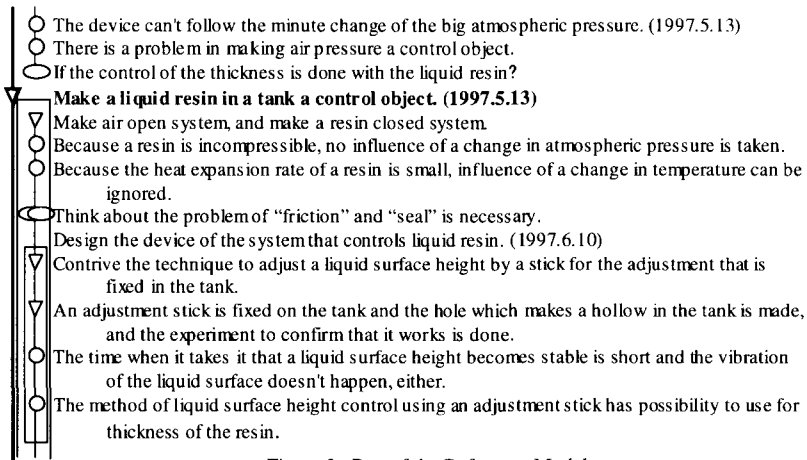 The device can't follow the minute change of the big atmospheric pressure. (1997.5.13)
There is a problem in making air pressure a control object.
If the control of the thickness is done with the liquid resin?
Make a liquid resin in a tank a control object. (1997.5.13)
Make air open system, and make a resin closed system.
Because a resin is incompressible, no influence of a change in atmospheric pressure is taken.
Because the heat expansion rate of a resin is small, influence of a change in temperature can be
ignored.
Think about the problem of “friction” and “seal” is necessary.
Design the device of the system that controls liquid resin. (1997.6.10)
Contrive the technique to adjust a liquid surface height by a stick for the adjustment that is
fixed in the tank.
An adjustment stick is fixed on the tank and the hole which makes a hollow in the tank is made,
and the experiment to confirm that it works is done.
The time when it takes it that a liquid surface height becomes stable is short and the vibration
of the liquid surface doesn't happen, either.
The method of liquid surface height control using an adjustment stick has possibility to use for
thickness of the resin.